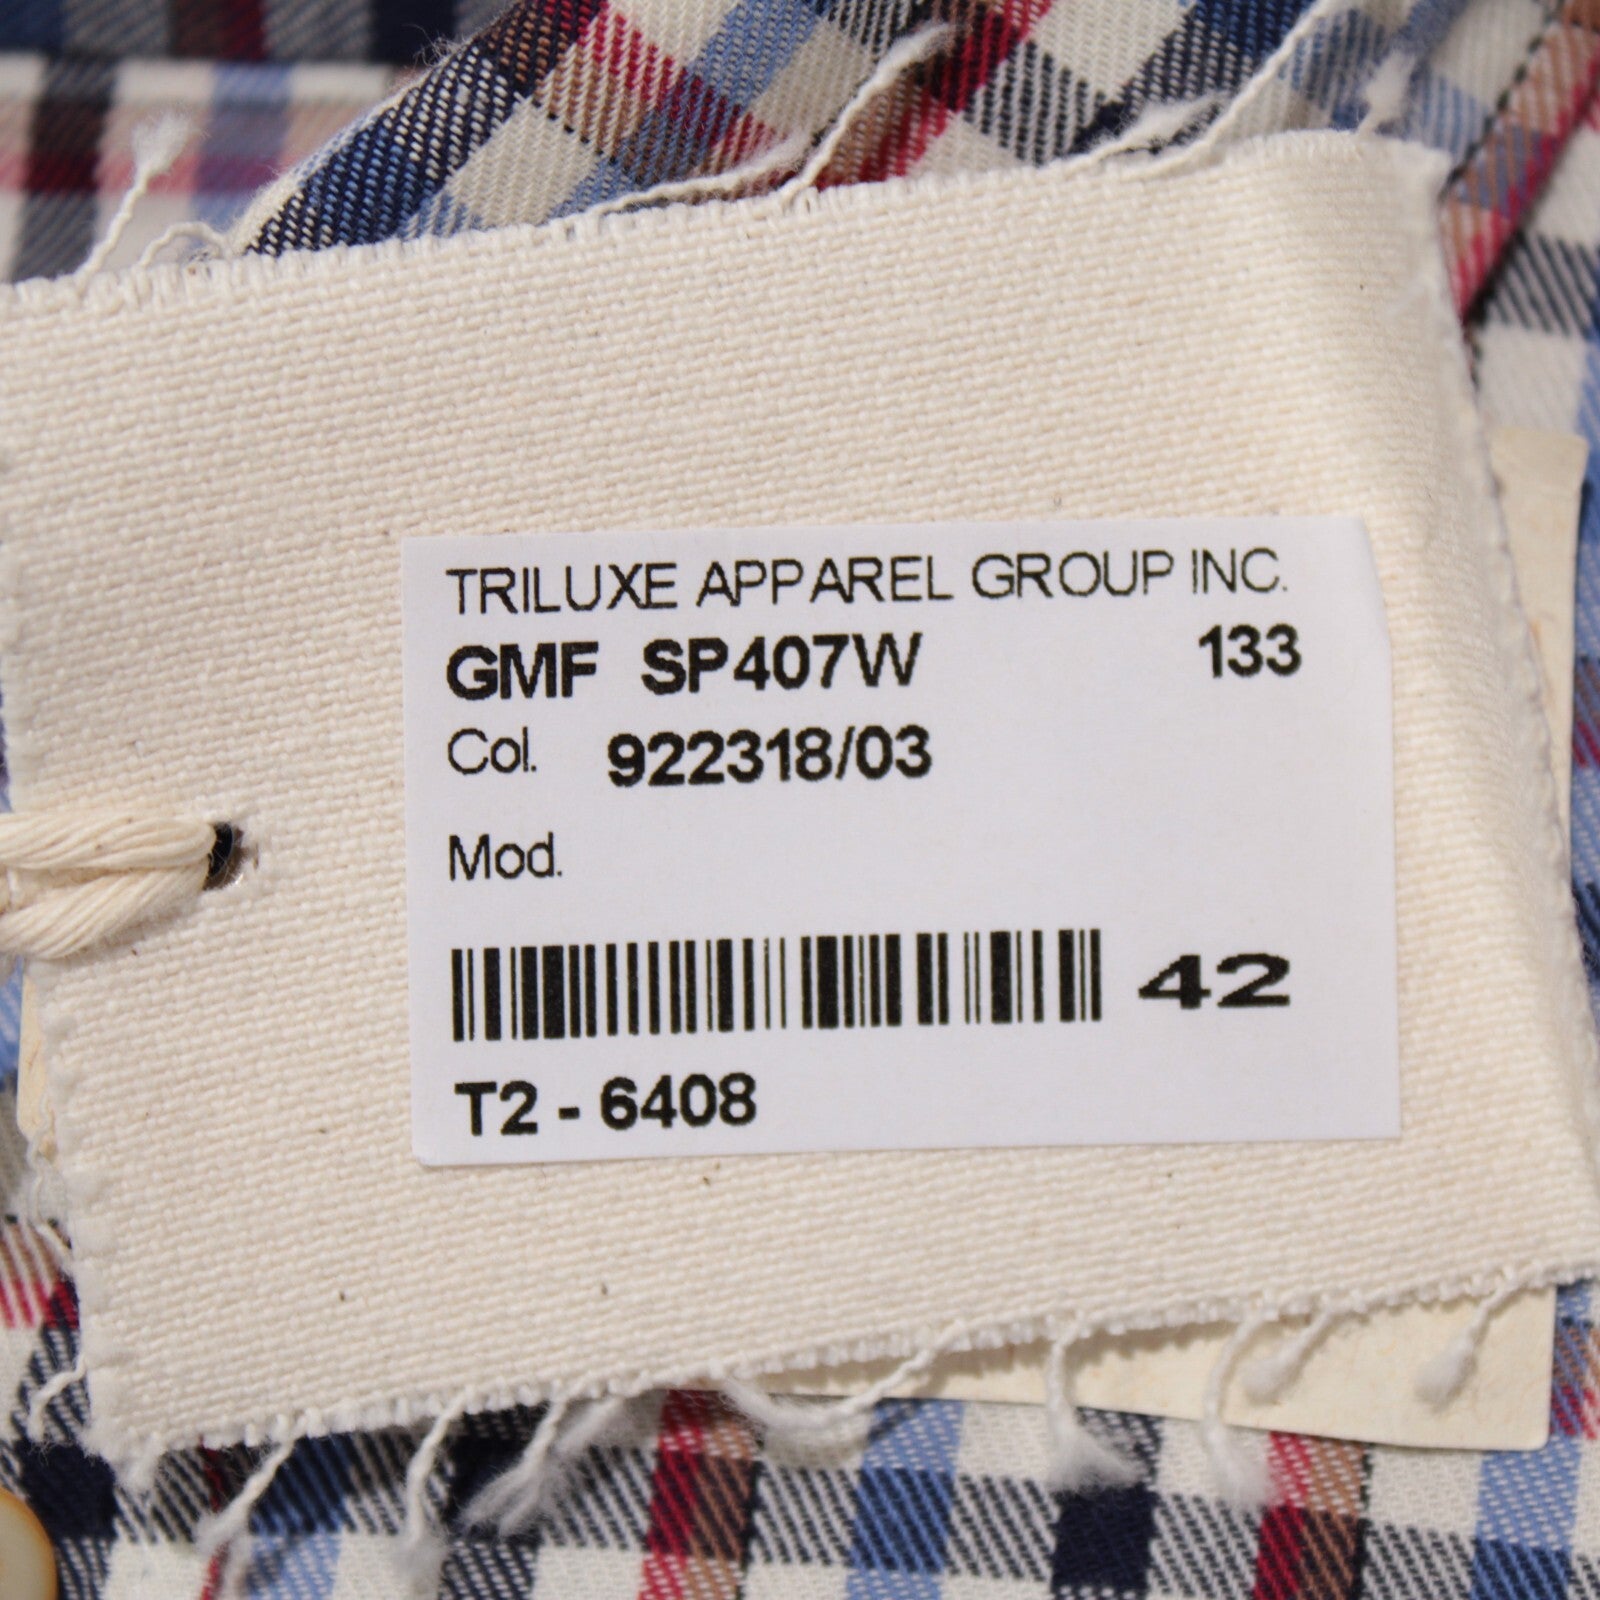 TRILUXE APPAREL GROUP INC.
GMF SP407W 133
Col. 922318/03
Mod.
42
T2 - 6408